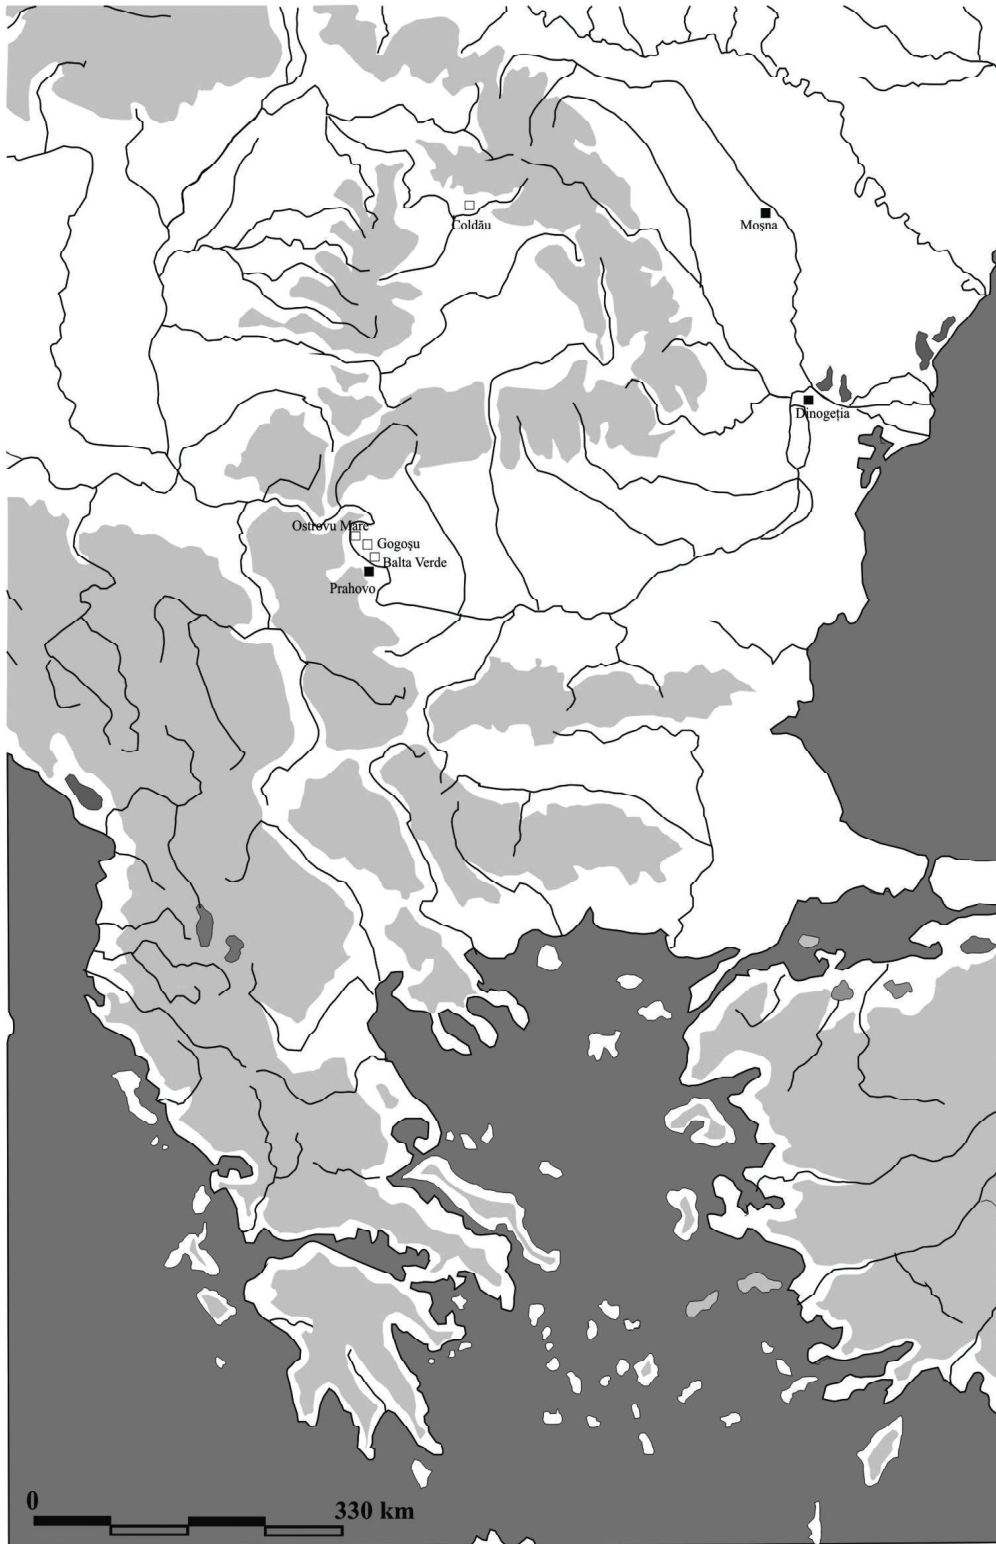 Coldău
Moşna
Dinogeţia
Ostrovu Mare
Gogoşu
Balta Verde
Prahovo
0
330 km